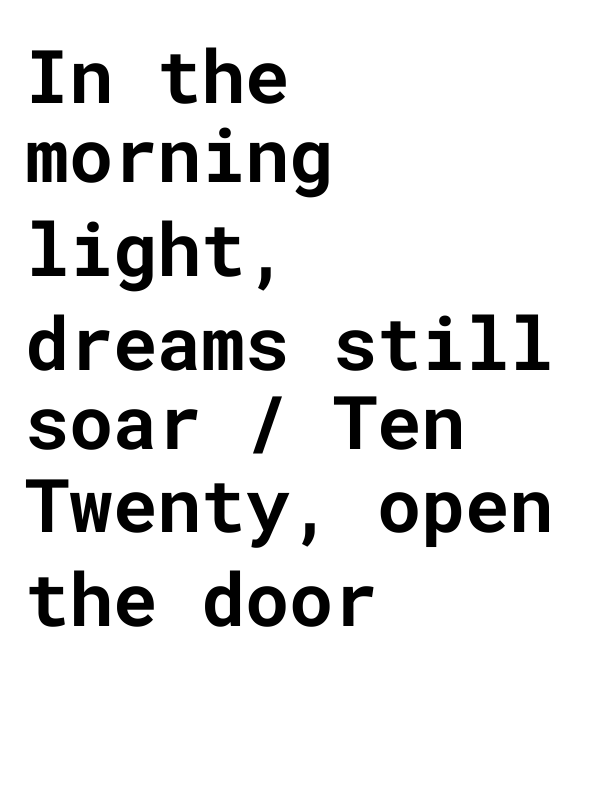 In the
morning
light,
dreams still
soar / Ten
Twenty, open
the door